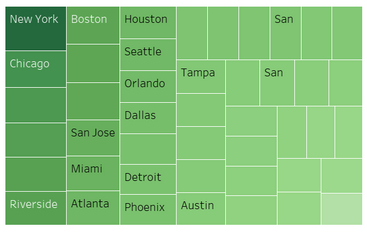 New York
Chicago
Riverside
Boston
San Jose
Miami
Atlanta
Houston
Seattle
Orlando
Dallas
Detroit
Phoenix
San
Tampa
San
Austin